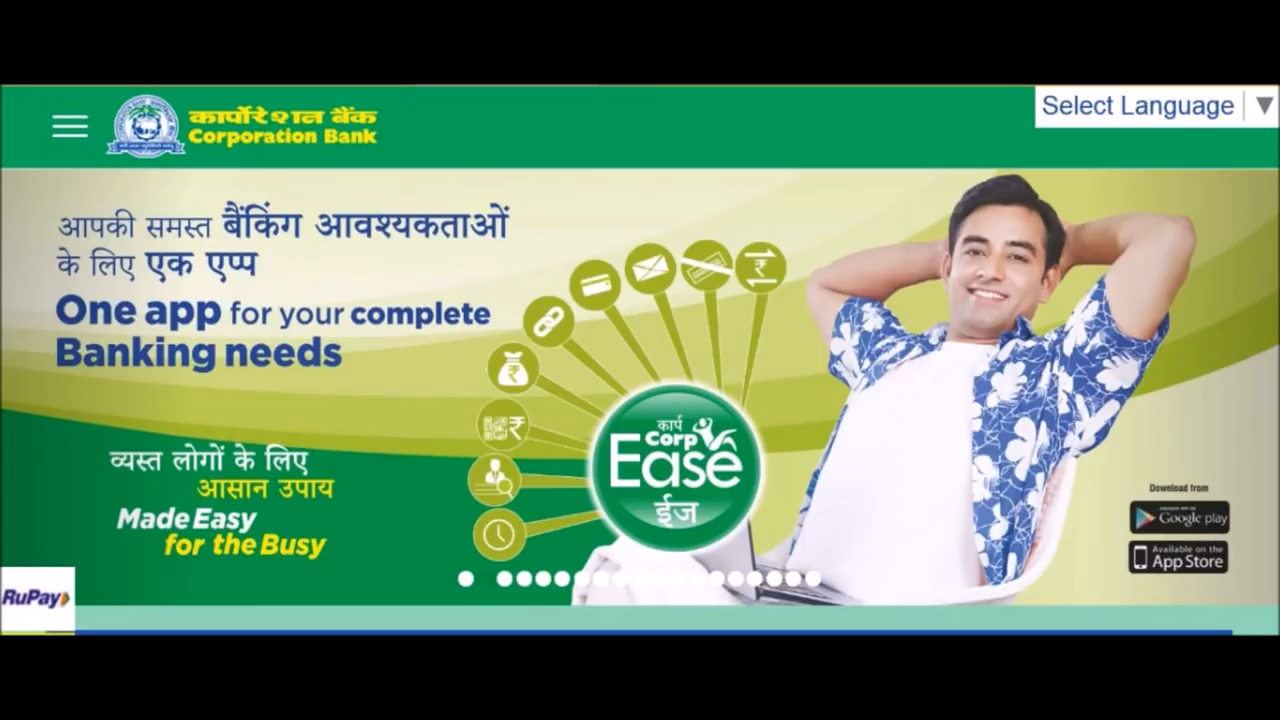 कार्पोरेशन बैंक
Corporation Bank
Select Language
आपकी समस्त बैंकिंग आवश्यकताओं
के लिए एक एप्प
One app for your complete
Banking needs
व्यस्त लोगों के लिए
आसान उपाय
Made Easy
for the Busy
कार्प
Corp
Ease
ईज
Download from
Google play
Available on the
App Store
RuPay